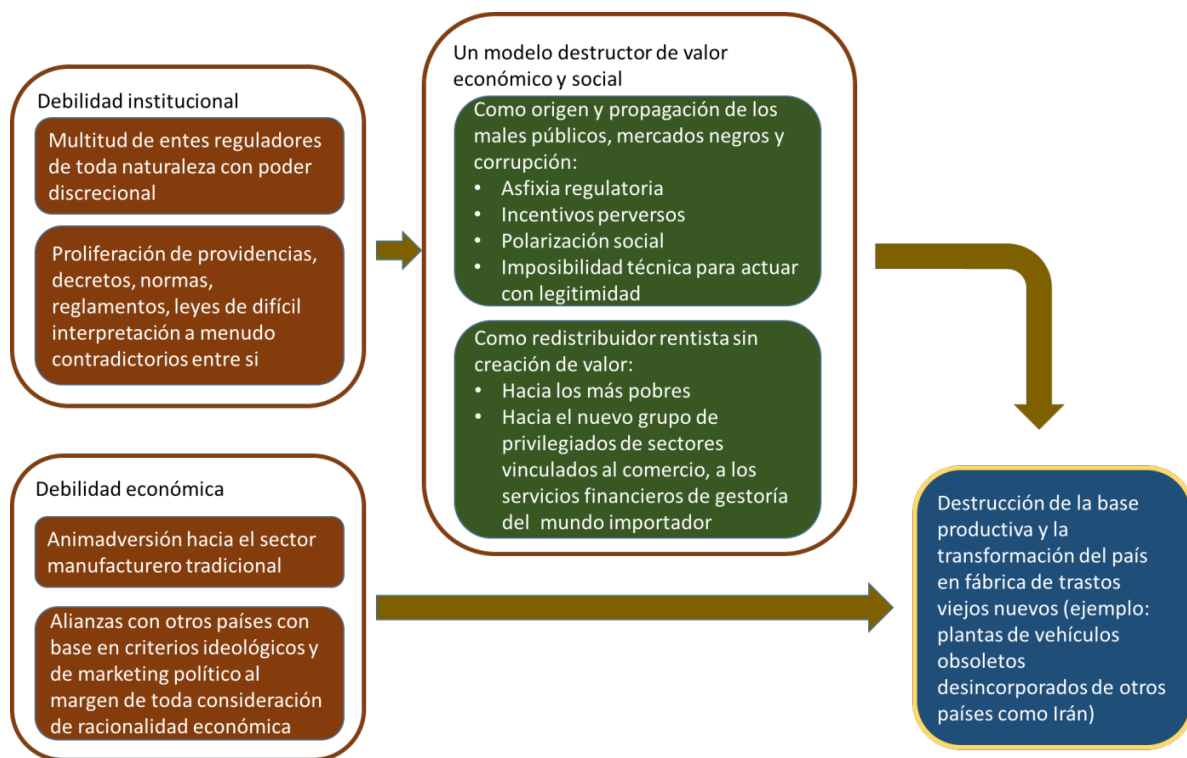 Debilidad institucional
Multitud de entes reguladores
de toda naturaleza con poder
discrecional
Proliferación de providencias,
decretos, normas,
reglamentos, leyes de difícil
interpretación a menudo
contradictorios entre si
Debilidad económica
Animadversión hacia el sector
manufacturero tradicional
Alianzas con otros países con
base en criterios ideológicos y
de marketing político al
margen de toda consideración
de racionalidad económica
Un modelo destructor de valor
económico y social
Como origen y propagación de los
males públicos, mercados negros y
corrupción:
• Asfixia regulatoria
• Incentivos perversos
• Polarización social
• Imposibilidad técnica para actuar
con legitimidad
Como redistribuidor rentista sin
creación de valor:
• Hacia los más pobres
• Hacia el nuevo grupo de
privilegiados de sectores
vinculados al comercio, a los
servicios financieros de gestoría
del mundo importador
Destrucción de la base
productiva y la
transformación del país
en fábrica de trastos
viejos nuevos (ejemplo:
plantas de vehículos
obsoletos
desincorporados de otros
países como Irán)